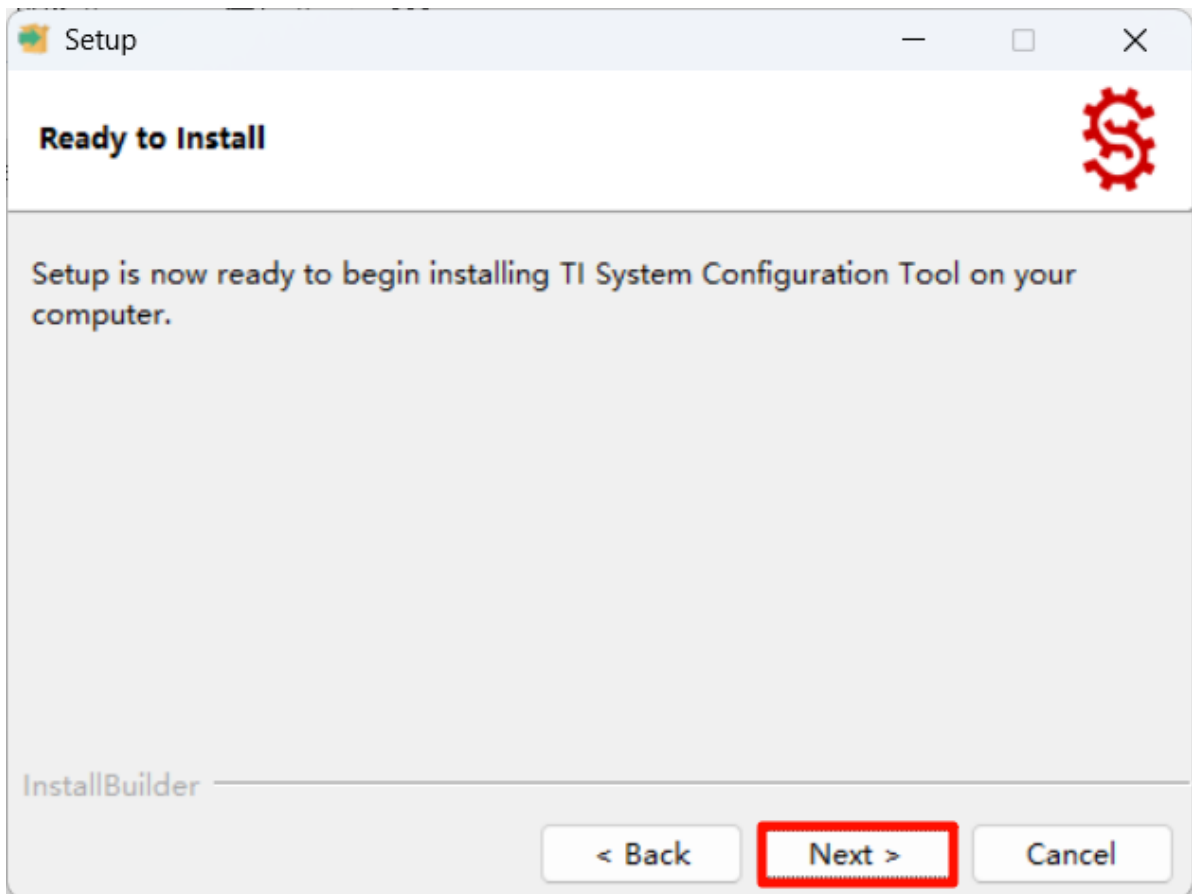 Setup
Ready to Install
Setup is now ready to begin installing TI System Configuration Tool on your
computer.
InstallBuilder
< Back
Next >
Cancel